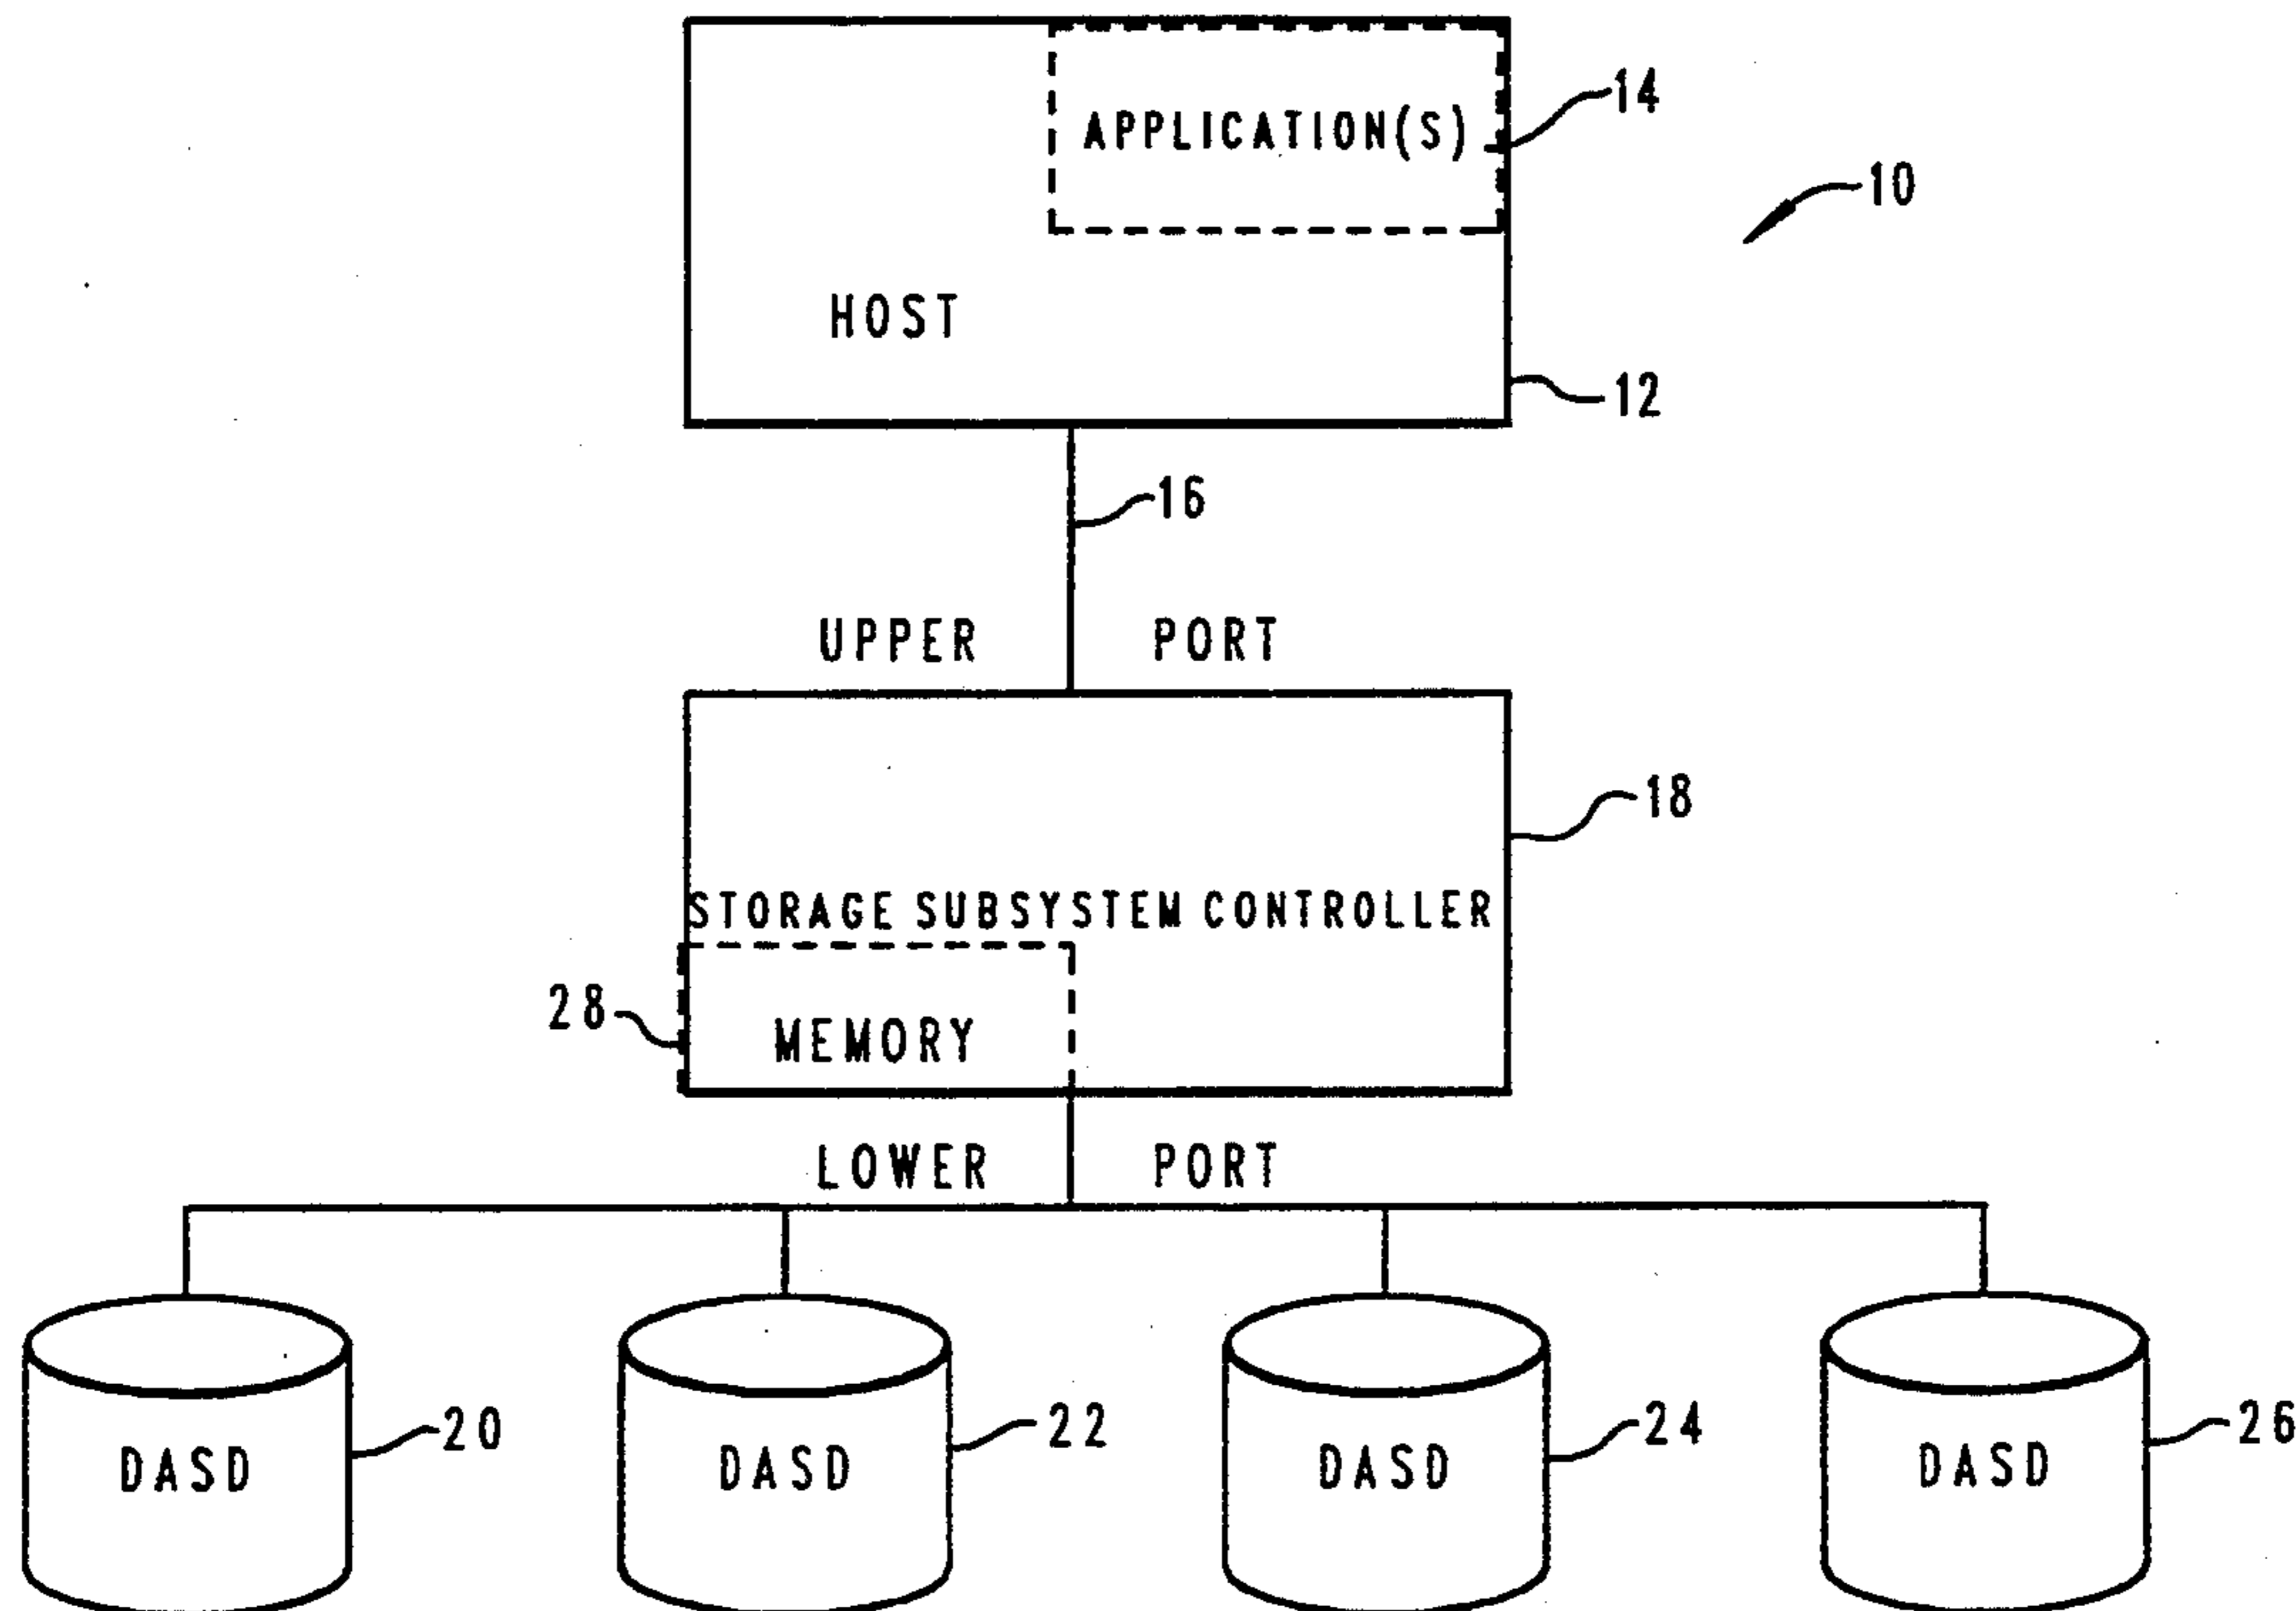 14
APPLICATION(S)
10
HOST
12
16
UPPER PORT
18
STORAGE SUBSYSTEM CONTROLLER
28
MEMORY
LOWER PORT
20
22
24
26
DASD
DASD
DASD
DASD